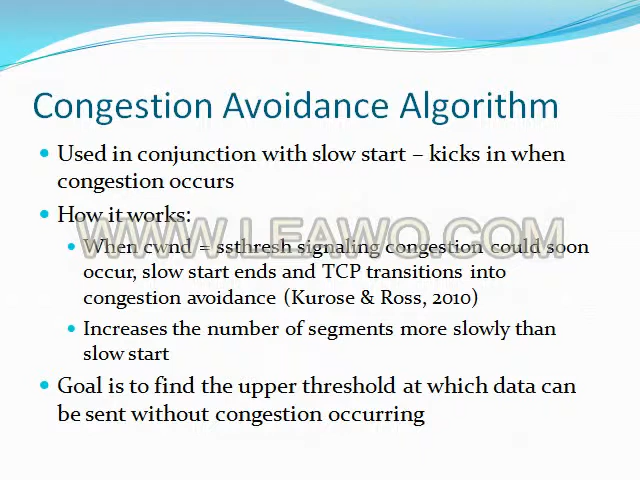 Congestion Avoidance Algorithm
Used in conjunction with slow start – kicks in when
congestion occurs
How it works:
WWW.LEAWO.COM
When cwnd = ssthresh signaling congestion could soon
occur, slow start ends and TCP transitions into
congestion avoidance (Kurose & Ross, 2010)
Increases the number of segments more slowly than
slow start
Goal is to find the upper threshold at which data can
be sent without congestion occurring